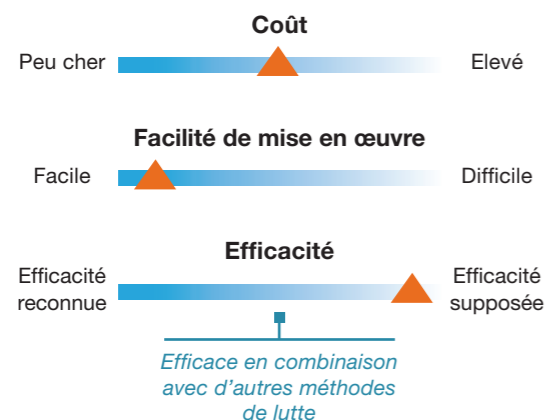 Coût
Peu cher
Elevé
Facilité de mise en œuvre
Facile
Difficile
Efficacité
Efficacité
reconnue
Efficacité
supposée
Efficace en combinaison
avec d'autres méthodes
de lutte